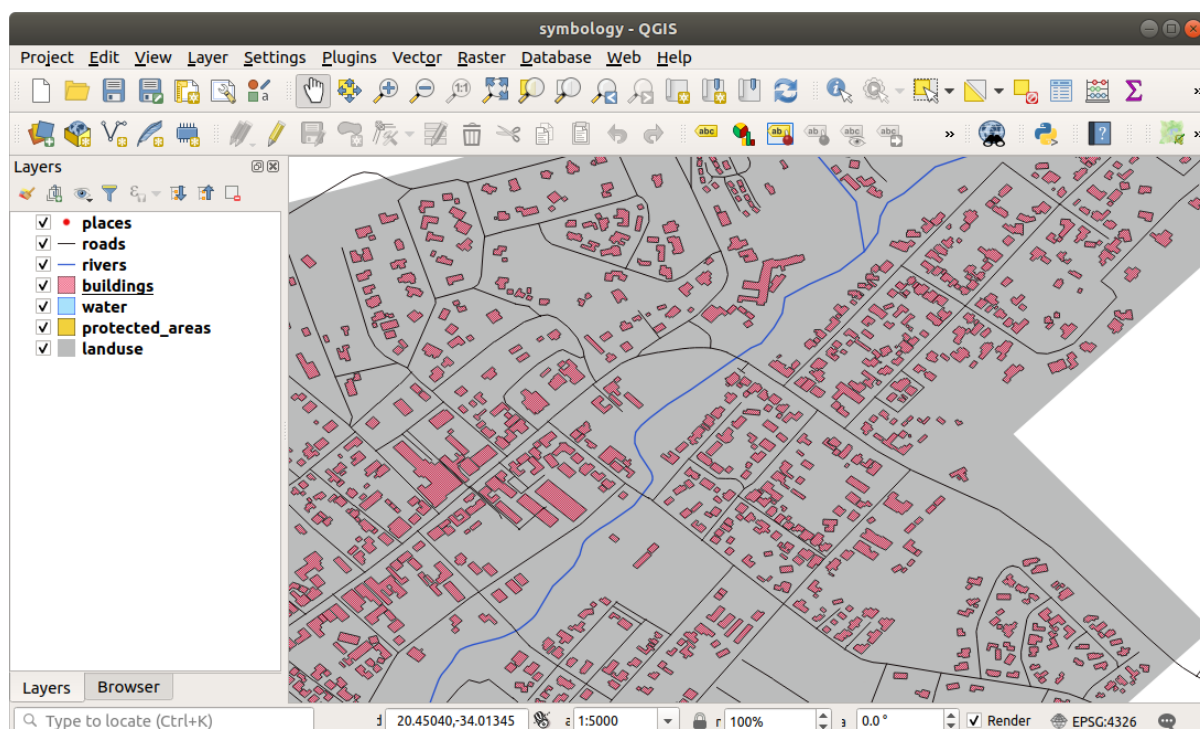 symbology - QGIS
Project Edit View Layer Settings Plugins Vector Raster Database Web Help
Layers
places
roads
rivers
buildings
water
protected_areas
landuse
Layers Browser
Type to locate (Ctrl+K) 20.45040,-34.01345 1:5000 100% 0.0 ° Render EPSG:4326